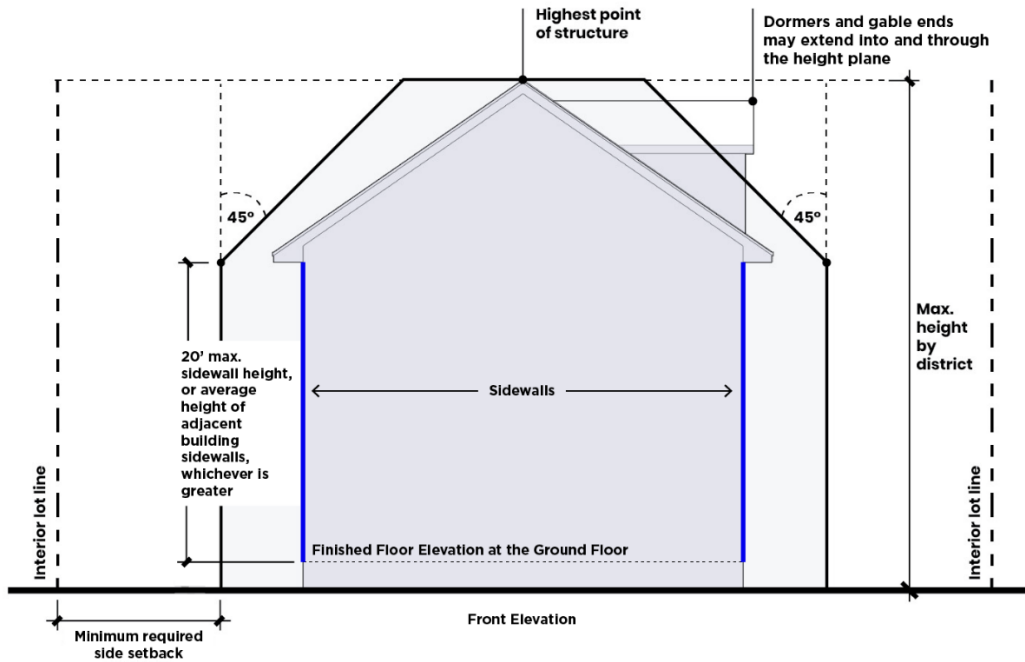 Highest point
of structure
Dormers and gable ends
may extend into and through
the height plane
45°
45°
Max.
height
by
district
20' max.
sidewall height,
or average
height of
adjacent
building
sidewalls,
whichever is
greater
Sidewalls
Interior lot line
Interior lot line
Finished Floor Elevation at the Ground Floor
Front Elevation
Minimum required
side setback